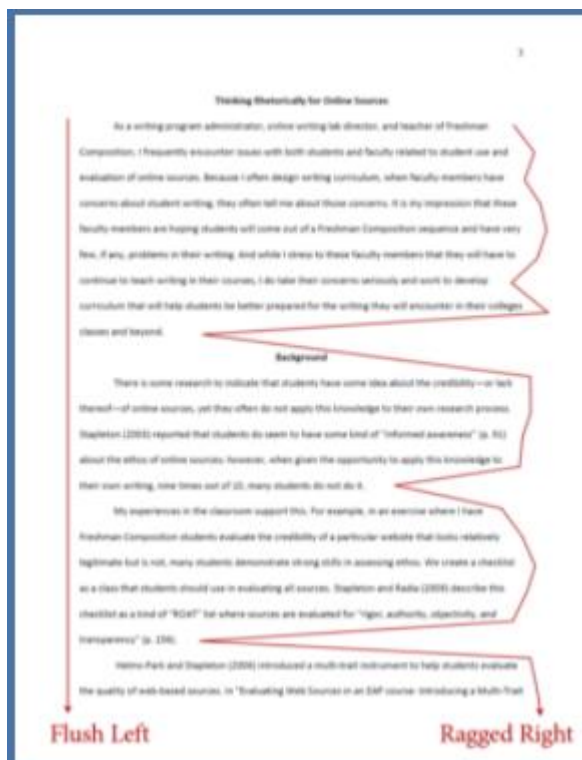 3
Thinking Rhetorically for Online Sources
As a writing program administrator, online writing lab director, and teacher of Freshman
Composition, I frequently encounter issues with both students and faculty related to student use and
evaluation of online sources. Because I often design writing curriculum, when faculty members have
concerns about student writing, they often tell me about those concerns. It is my impression that these
faculty members are hoping students will come out of a Freshman Composition sequence and have very
few, if any, problems in their writing. And while I stress to these faculty members that they will have to
continue to teach writing in their courses, I do take their concerns seriously and work to develop
curriculum that will help students be better prepared for the writing they will encounter in their colleges
classes and beyond.
Background
There is some research to indicate that students have some idea about the credibility—or lack
thereof—of online sources, yet they often do not apply this knowledge to their own research process.
Stapleton (2003) reported that students do seem to have some kind of "informed awareness" (p. 91)
about the ethos of online sources; however, when given the opportunity to apply this knowledge to
their own writing, nine times out of 10, many students do not do it.
My experiences in the classroom support this. For example, in an exercise where I have
Freshman Composition students evaluate the credibility of a particular website that looks relatively
legitimate but is not, many students demonstrate strong skills in assessing ethos. We create a checklist
as a class that students should use in evaluating all sources. Stapleton and Radia (2009) describe this
checklist as a kind of "ROAT" list where sources are evaluated for "rigor, authority, objectivity, and
transparency" (p. 156).
Helms-Park and Stapleton (2006) introduced a multi-trait instrument to help students evaluate
the quality of web-based sources. In "Evaluating Web Sources in an EAP course: Introducing a Multi-Trait
Flush Left
Ragged Right